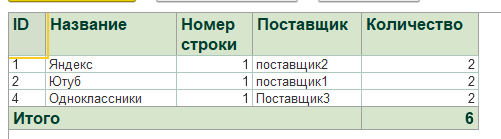 ID Название Номер строки Поставщик Количество
1 Яндекс 1 поставщик2 2
2 Ютуб 1 поставщик1 2
4 Одноклассники 1 Поставщик3 2
Итого 6